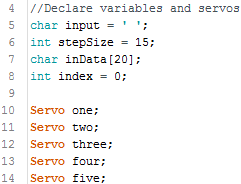 4 //Declare variables and servos
5 char input = ' ';
6 int stepSize = 15;
7 char inData[20];
8 int index = 0;
9
10 Servo one;
11 Servo two;
12 Servo three;
13 Servo four;
14 Servo five;